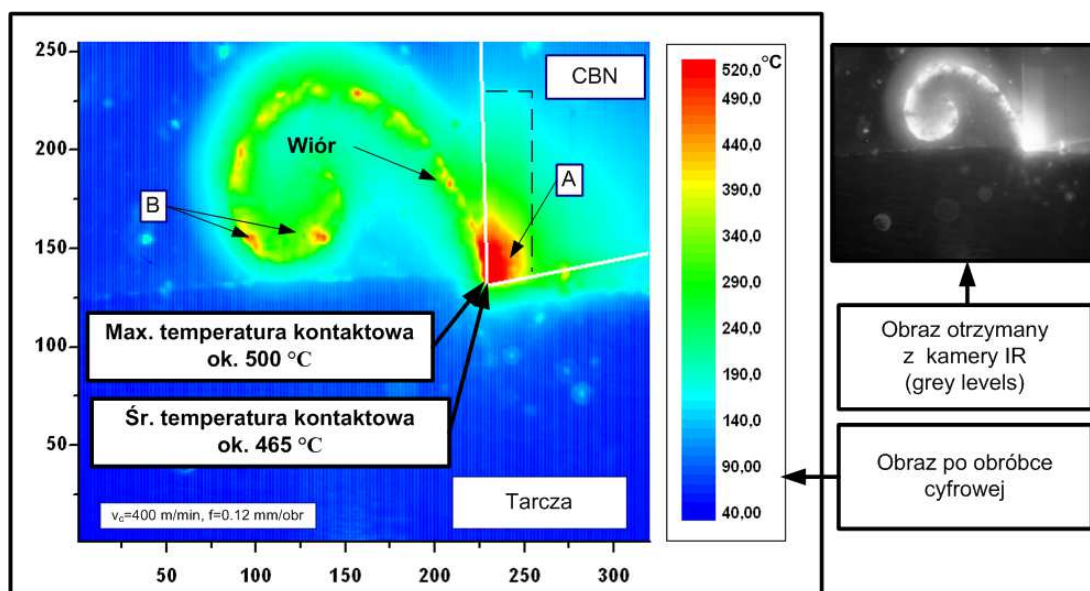 250
200
150
100
50
50
100
150
200
250
300
CBN
A
Wiór
B
Max. temperatura kontaktowa
ok. 500 °C
Śr. temperatura kontaktowa
ok. 465 °C
Tarcza
vc=400 m/min, f=0.12 mm/obr
°C
520,0
490,0
440,0
390,0
340,0
290,0
240,0
190,0
140,0
90,00
40,00
Obraz otrzymany
z kamery IR
(grey levels)
Obraz po obróbce
cyfrowej